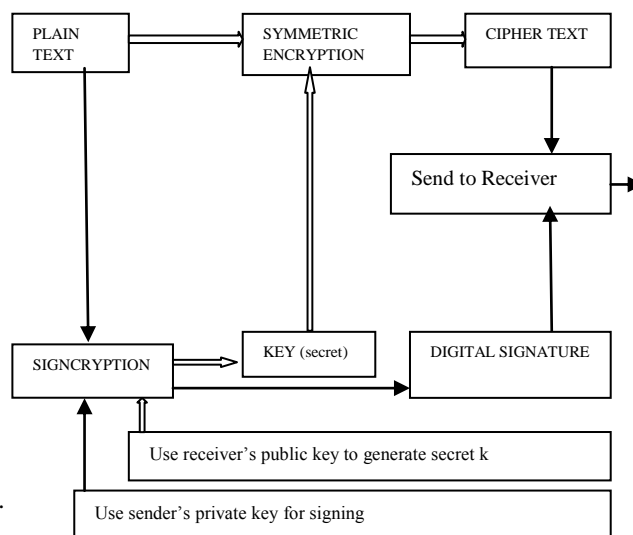 PLAIN
TEXT
SYMMETRIC
ENCRYPTION
CIPHER TEXT
Send to Receiver
SIGNCRYPTION
KEY (secret)
DIGITAL SIGNATURE
Use receiver’s public key to generate secret k
Use sender’s private key for signing
.